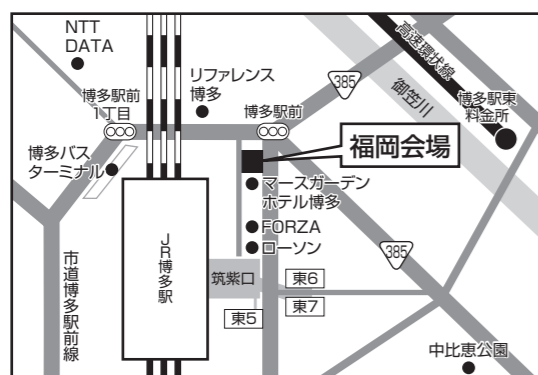 NTT
DATA
リファレンス
博多
385
高速環状線
御笠川
博多駅東
料金所
博多駅前
1丁目
博多駅前
福岡会場
博多バス
ターミナル
マースガーデン
ホテル博多
FORZA
ローソン
JR博多駅
市道博多駅前線
筑紫口
東6
東7
東5
385
中比恵公園